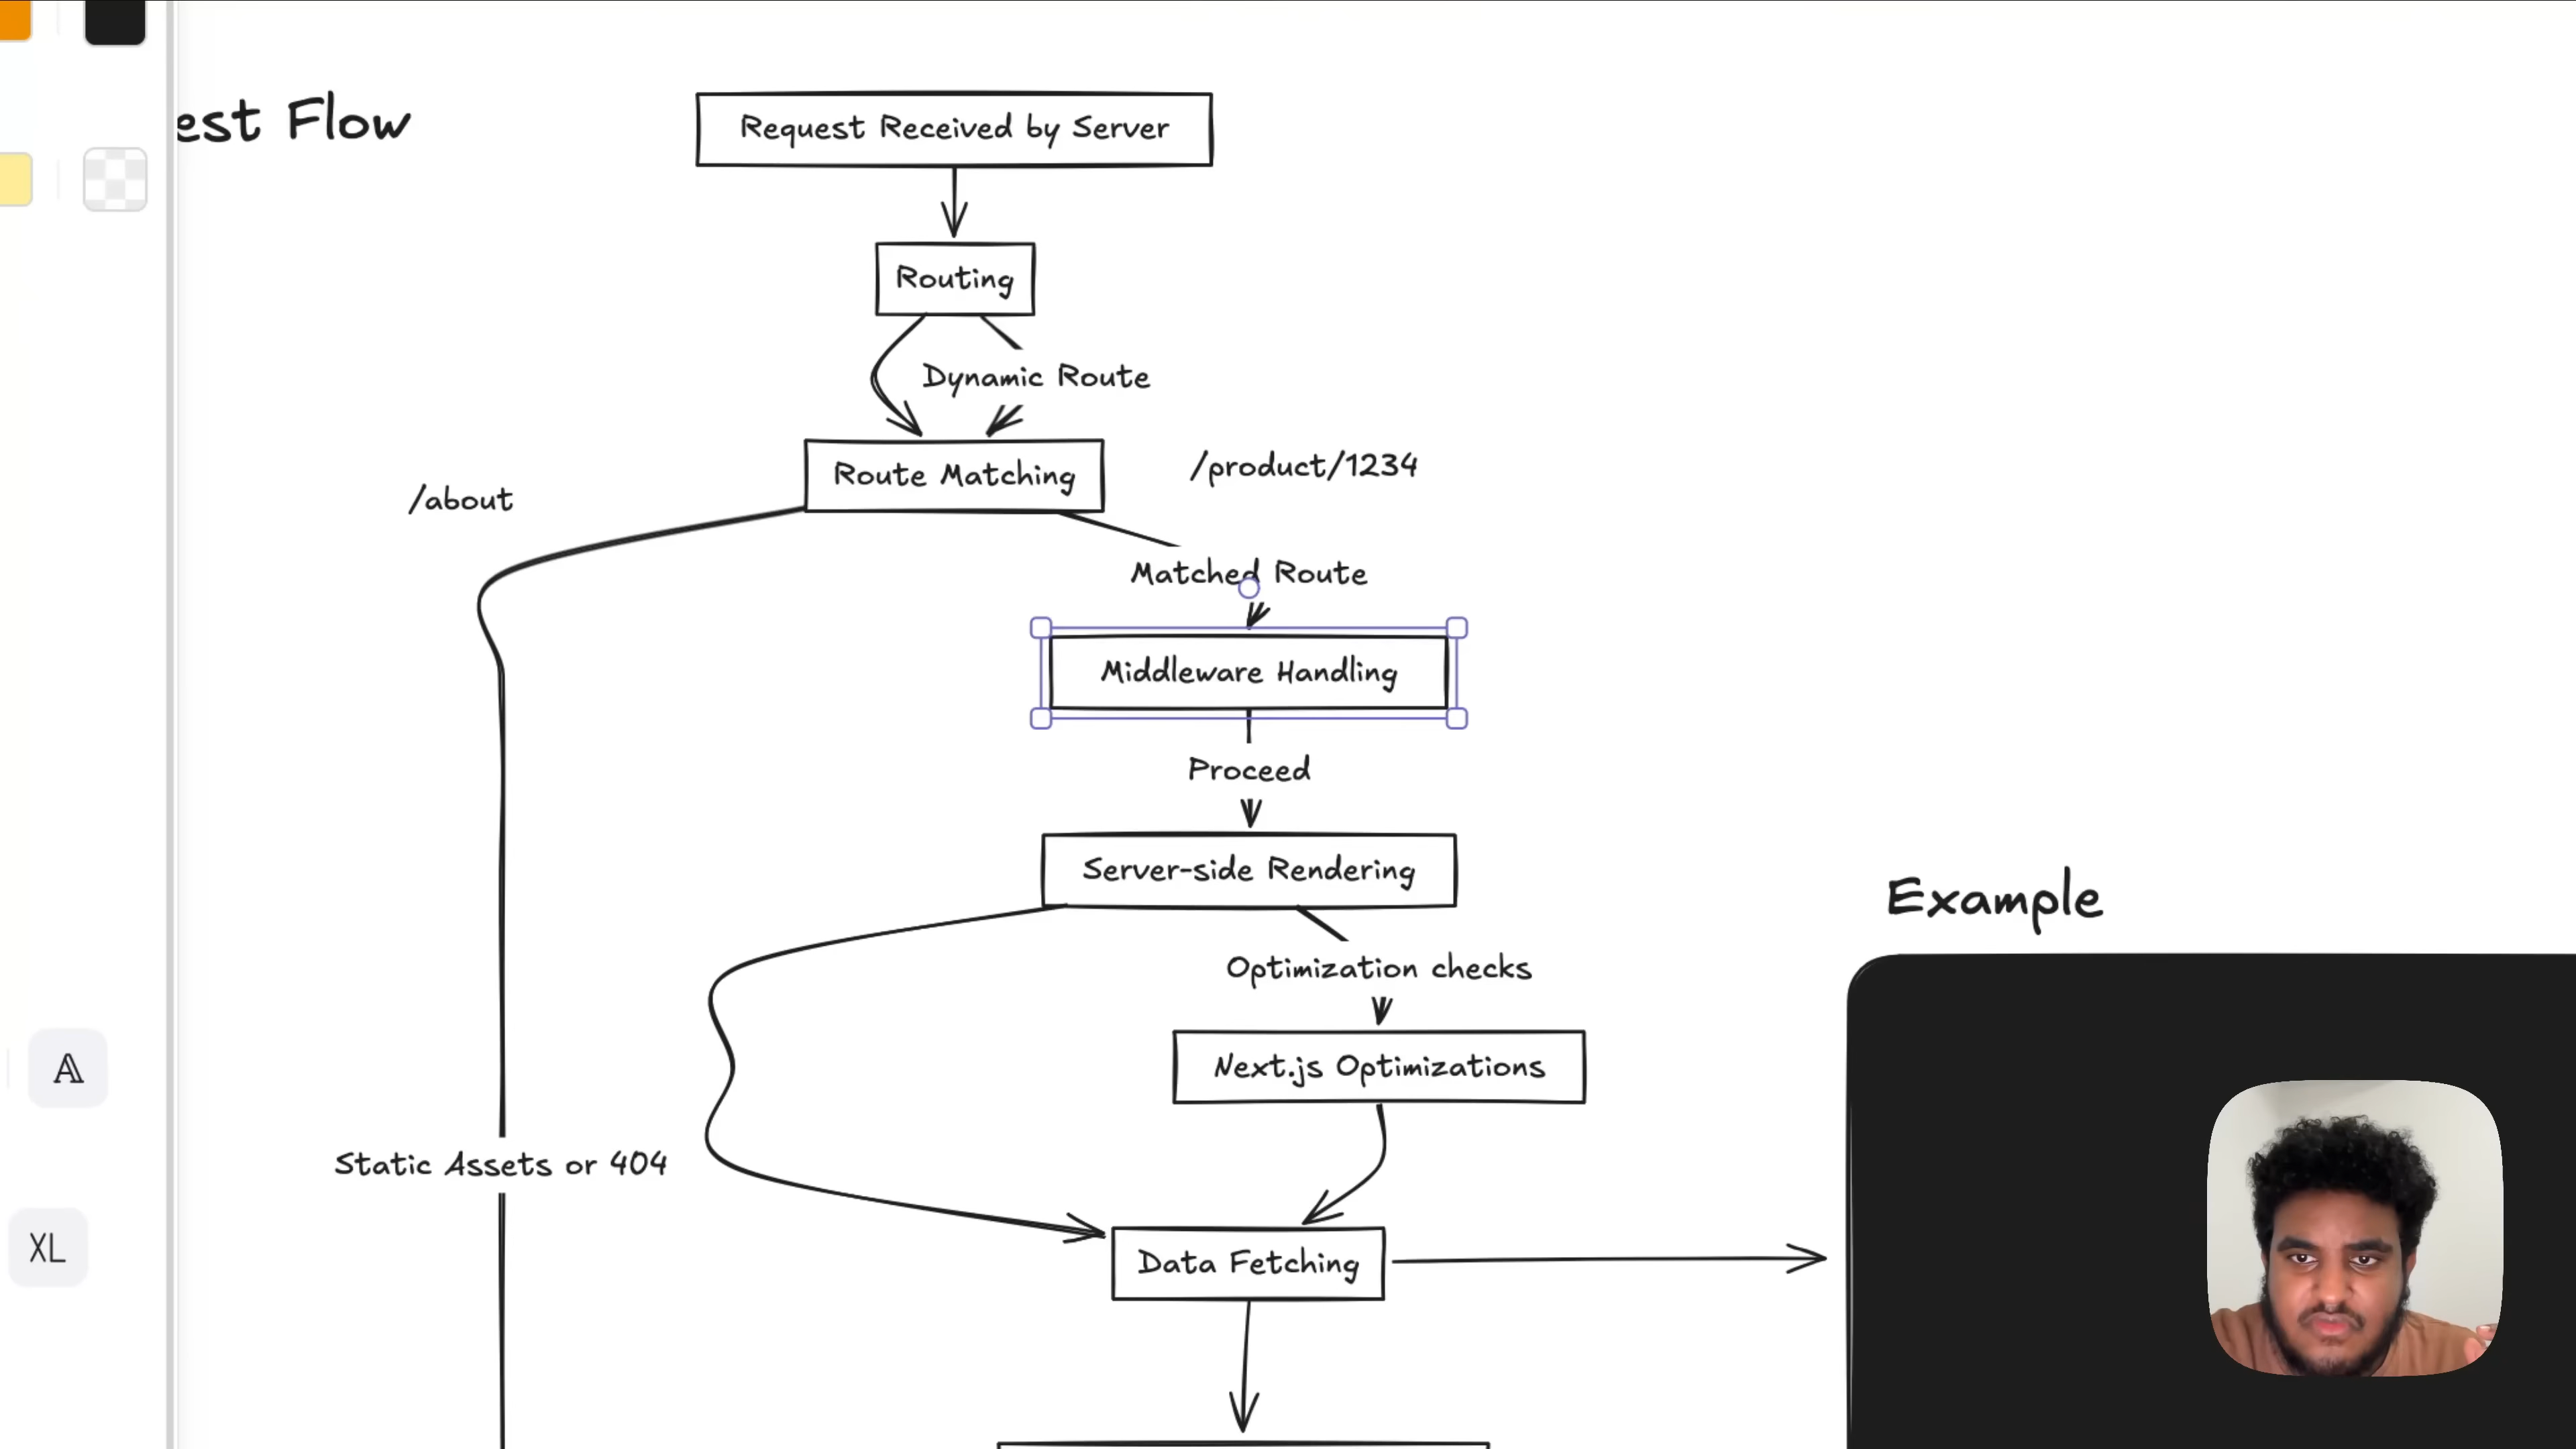 est Flow
Request Received by Server
Routing
Dynamic Route
Route Matching
/product/1234
/about
Matched Route
Middleware Handling
Proceed
Server-side Rendering
Example
Optimization checks
Next.js Optimizations
A
Static Assets or 404
XL
Data Fetching